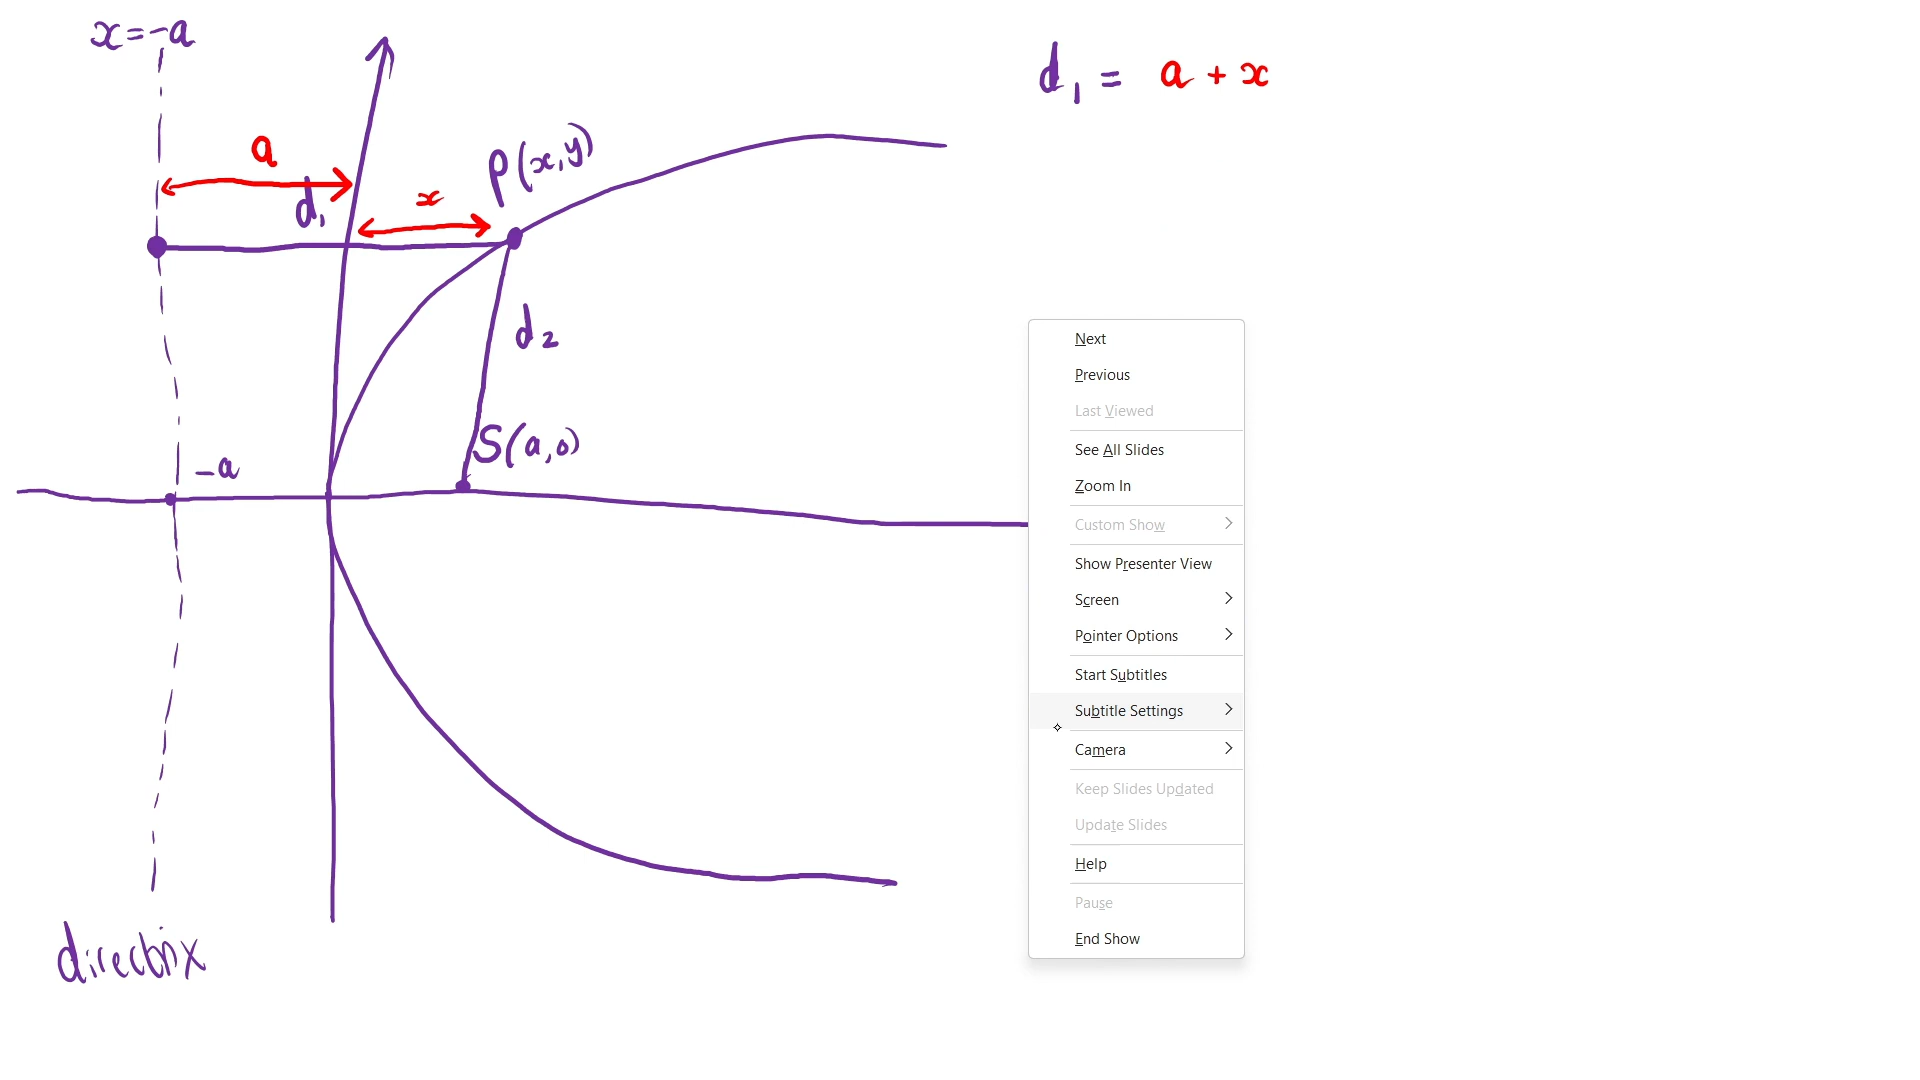 x=-a
d₁ = a + x
a
P(x,y)
x
d₁
d₂
S(a,0)
-a
directrix
Next
Previous
Last Viewed
See All Slides
Zoom In
Custom Show
Show Presenter View
Screen
Pointer Options
Start Subtitles
Subtitle Settings
Camera
Keep Slides Updated
Update Slides
Help
Pause
End Show